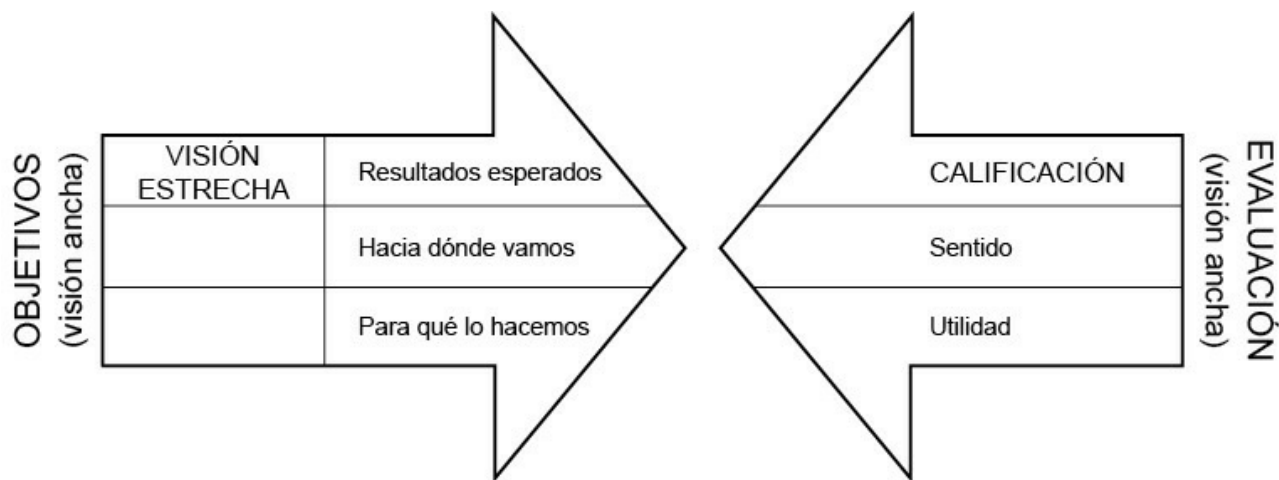 OBJETIVOS
(visión ancha)
VISIÓN
ESTRECHA
Resultados esperados
Hacia dónde vamos
Para qué lo hacemos
CALIFICACIÓN
Sentido
Utilidad
EVALUACIÓN
(visión ancha)